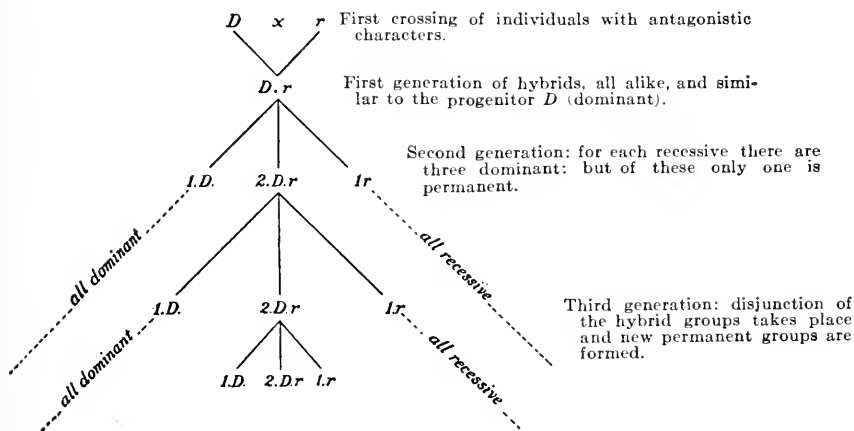 D x r First crossing of individuals with antagonistic
characters.
D. r First generation of hybrids, all alike, and simi-
lar to the progenitor D (dominant).
Second generation: for each recessive there are
three dominant: but of these only one is
permanent.
1.D. 2.D.r 1r
all dominant all recessive
1.D. 2.D.r 1.r
Third generation: disjunction of
the hybrid groups takes place
and new permanent groups are
formed.
all dominant all recessive
1.D. 2.D.r 1.r